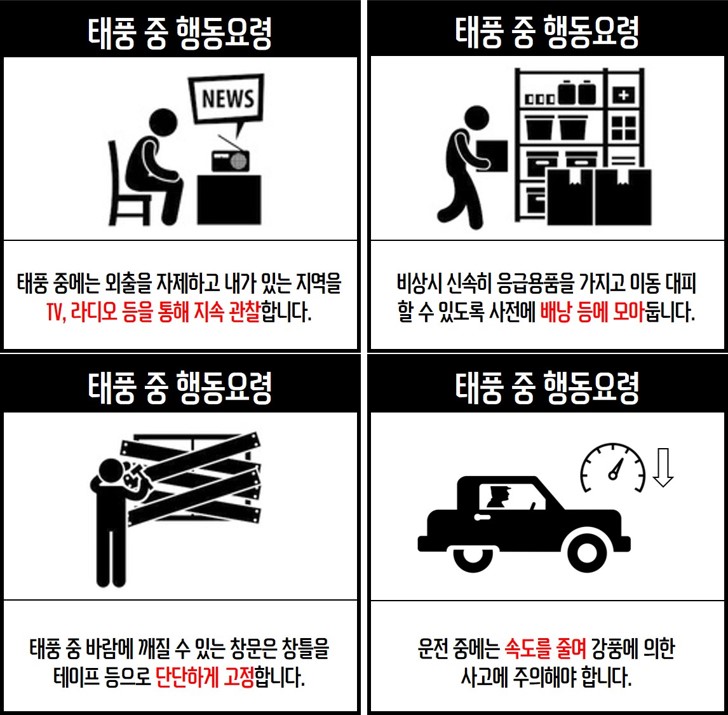 태풍 중 행동요령
NEWS
태풍 중에는 외출을 자제하고 내가 있는 지역을
TV, 라디오 등을 통해 지속 관찰합니다.
태풍 중 행동요령
비상시 신속히 응급용품을 가지고 이동 대피
할 수 있도록 사전에 배낭 등에 모아둡니다.
태풍 중 행동요령
태풍 중 바람에 깨질 수 있는 창문은 창틀을
테이프 등으로 단단하게 고정합니다.
태풍 중 행동요령
운전 중에는 속도를 줄여 강풍에 의한
사고에 주의해야 합니다.